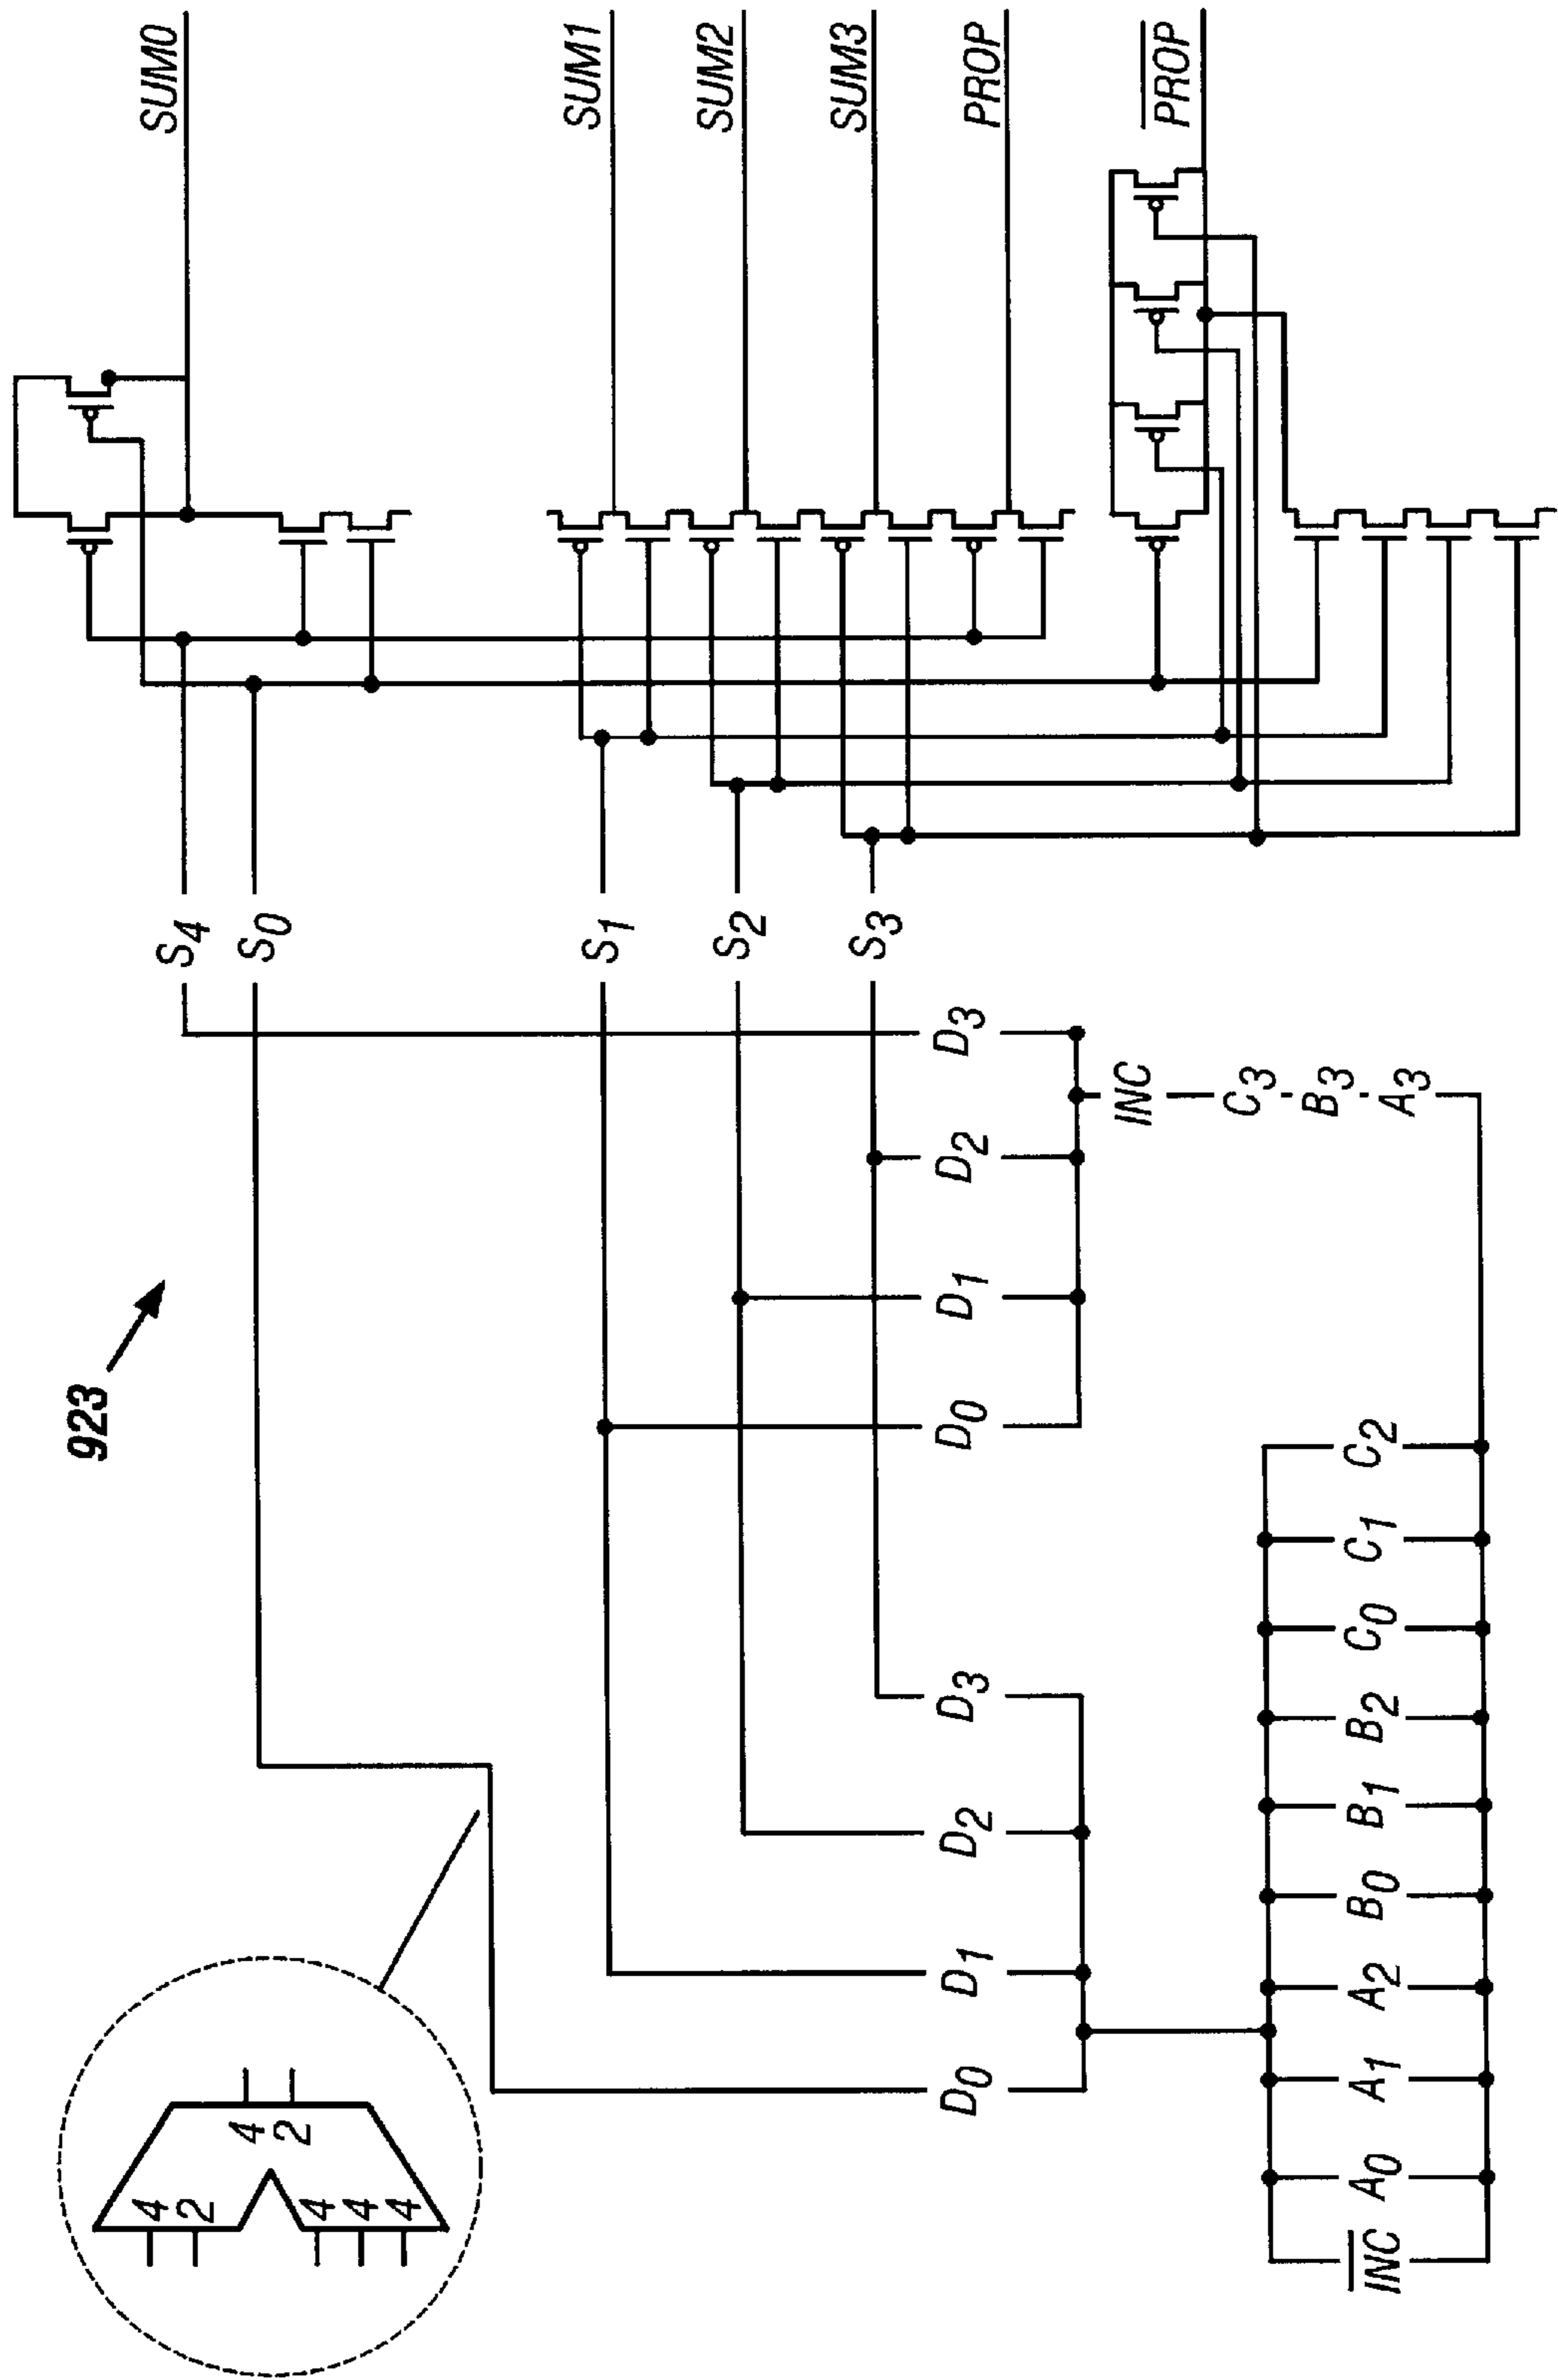 SUM0
SUM1
SUM2
SUM3
PROP
PROP
S4
S0
S1
S2
S3
923
D0
D1
D2
D3
D0
D1
D2
D3
INC
C3 B3 A3
INC A0 A1 A2 B0 B1 B2 C0 C1 C2
4
2
4
4
4
4
2